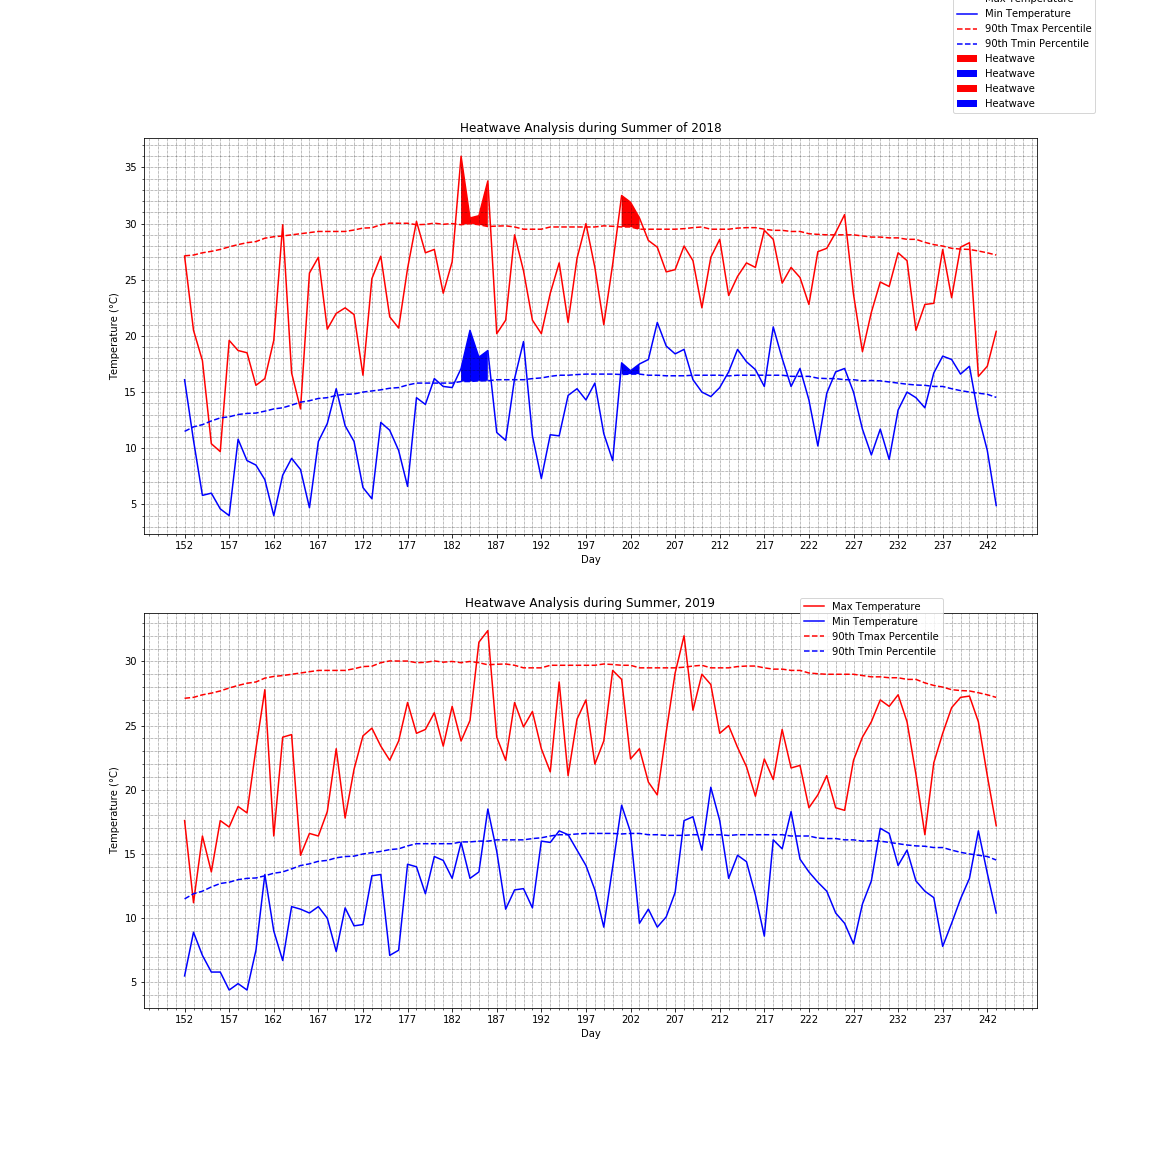 Min Temperature
90th Tmax Percentile
90th Tmin Percentile
Heatwave
Heatwave
Heatwave
Heatwave
Heatwave Analysis during Summer of 2018
Temperature (°C)
35
30
25
20
15
10
5
152 157 162 167 172 177 182 187 192 197 202 207 212 217 222 227 232 237 242
Day
Heatwave Analysis during Summer, 2019
Max Temperature
Min Temperature
90th Tmax Percentile
90th Tmin Percentile
Temperature (°C)
30
25
20
15
10
5
152 157 162 167 172 177 182 187 192 197 202 207 212 217 222 227 232 237 242
Day